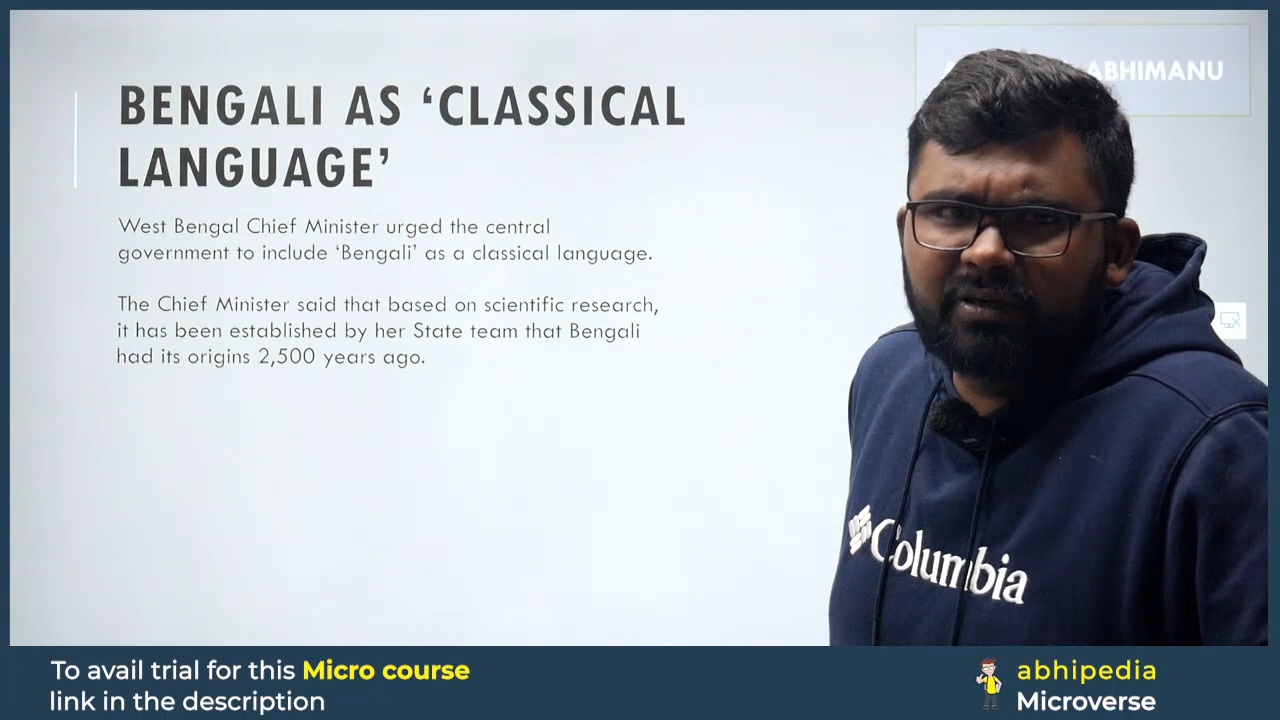 ABHIMANU
BENGALI AS ‘CLASSICAL
LANGUAGE’
West Bengal Chief Minister urged the central
government to include ‘Bengali’ as a classical language.
The Chief Minister said that based on scientific research,
it has been established by her State team that Bengali
had its origins 2,500 years ago.
Columbia
To avail trial for this Micro course
link in the description
abhipedia
Microverse